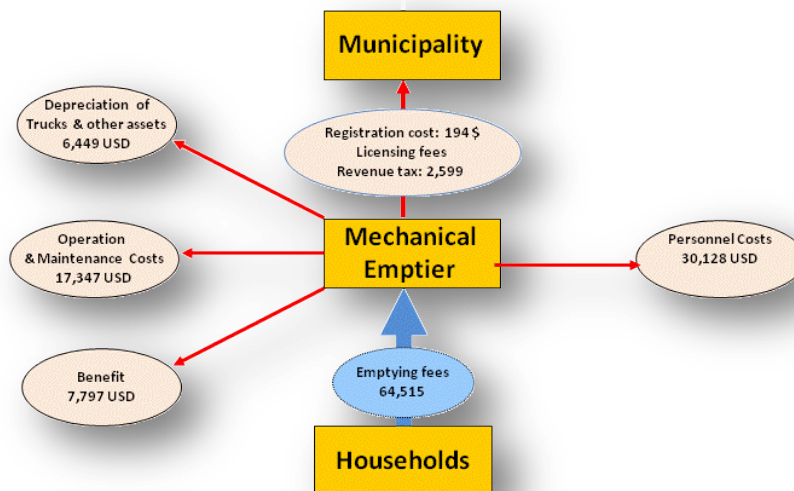 Municipality
Depreciation of
Trucks & other assets
6,449 USD
Registration cost: 194 $
Licensing fees
Revenue tax: 2,599
Operation
& Maintenance Costs
17,347 USD
Mechanical
Emptier
Personnel Costs
30,128 USD
Benefit
7,797 USD
Emptying fees
64,515
Households